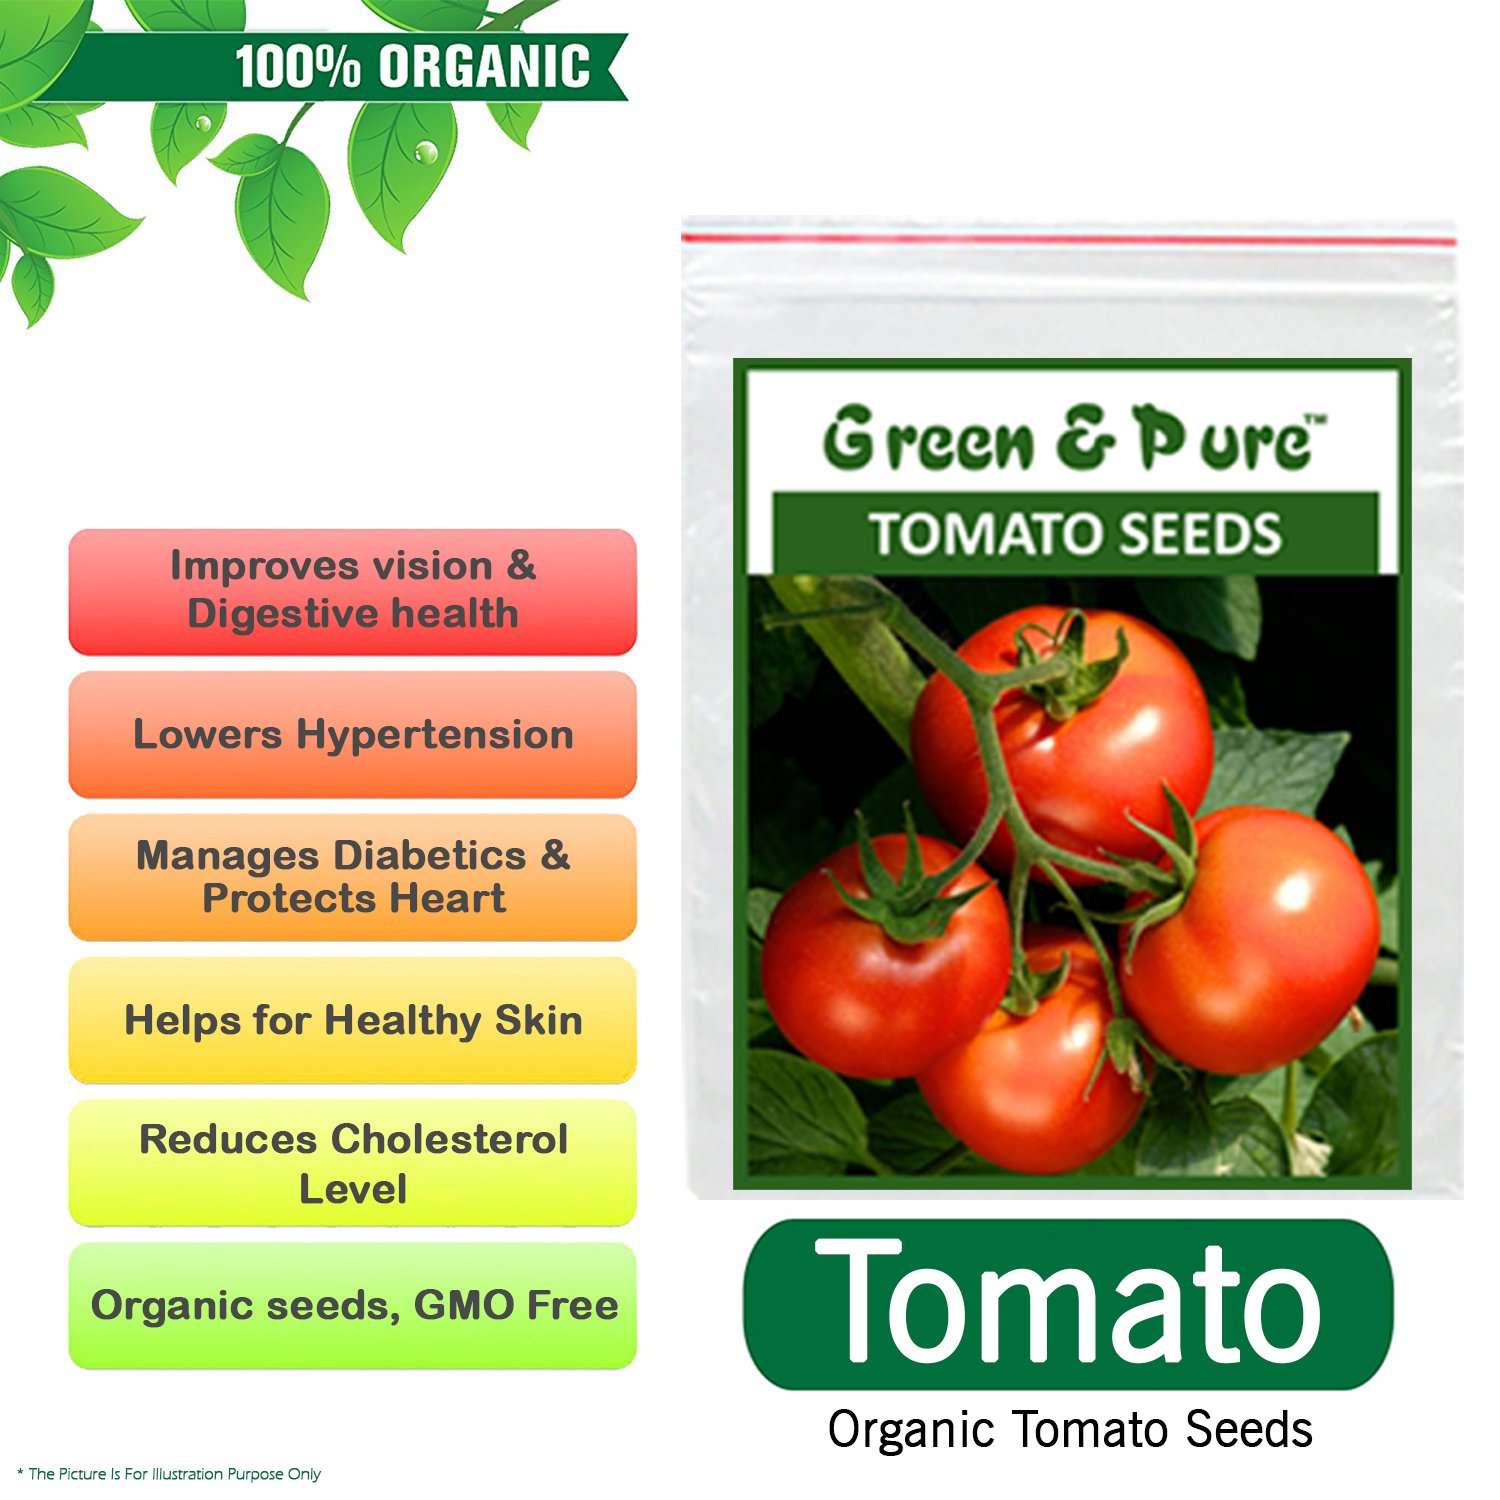 100% ORGANIC
Green & Pure™
TOMATO SEEDS
Improves vision &
Digestive health
Lowers Hypertension
Manages Diabetics &
Protects Heart
Helps for Healthy Skin
Reduces Cholesterol
Level
Organic seeds, GMO Free
Tomato
Organic Tomato Seeds
* The Picture Is For Illustration Purpose Only